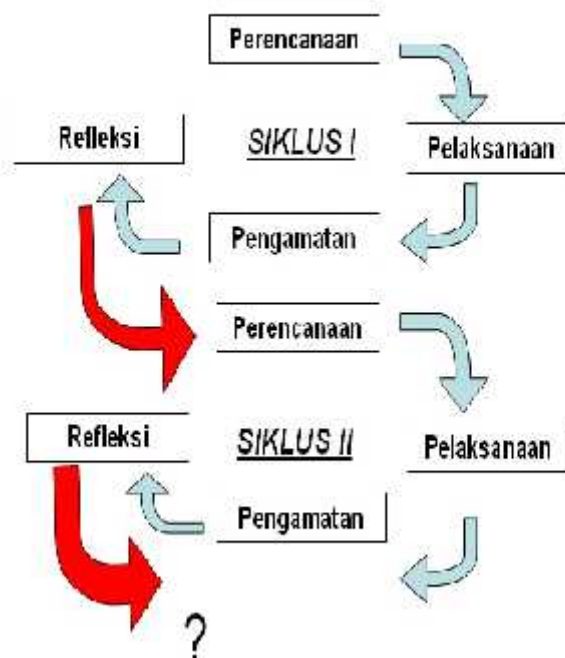 Perencanaan
Refleksi
SIKLUS I
Pelaksanaan
Pengamatan
Perencanaan
Refleksi
SIKLUS II
Pelaksanaan
Pengamatan
?